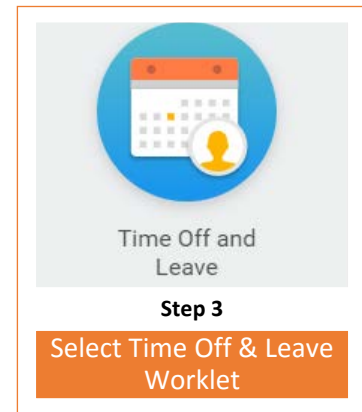 Time Off and
Leave
Step 3
Select Time Off & Leave
Worklet